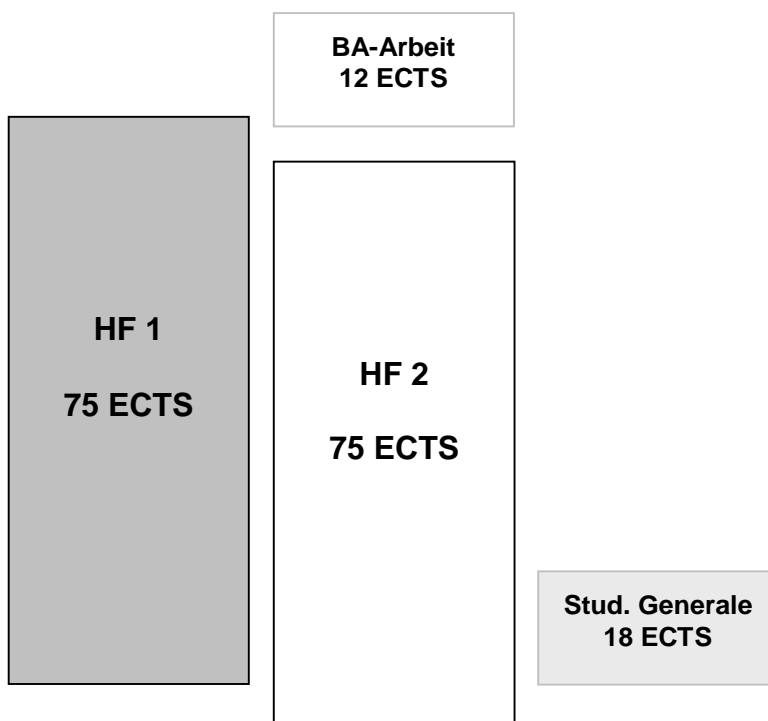 BA-Arbeit
12 ECTS
HF 1
75 ECTS
HF 2
75 ECTS
Stud. Generale
18 ECTS